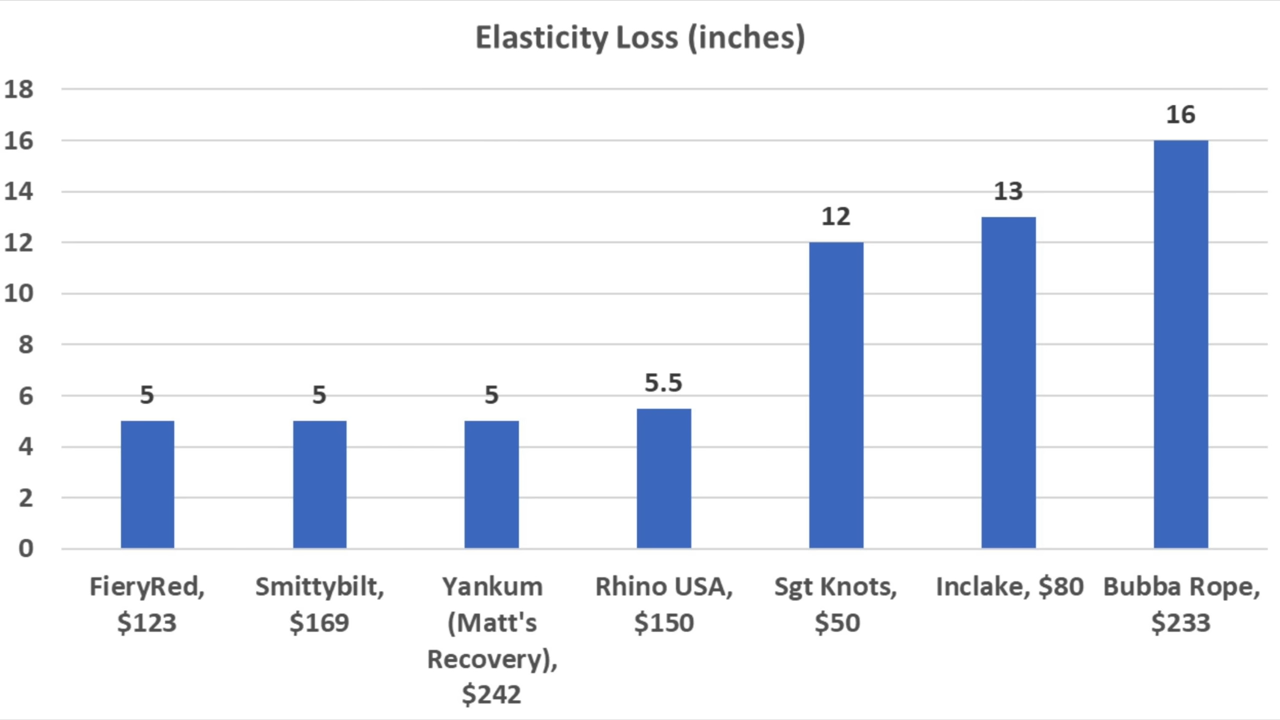 Elasticity Loss (inches)
18
16
14
12
10
8
6
4
2
0
5
5
5
5.5
12
13
16
FieryRed,
$123
Smittybilt,
$169
Yankum
(Matt's
Recovery),
$242
Rhino USA,
$150
Sgt Knots,
$50
Inclake, $80
Bubba Rope,
$233